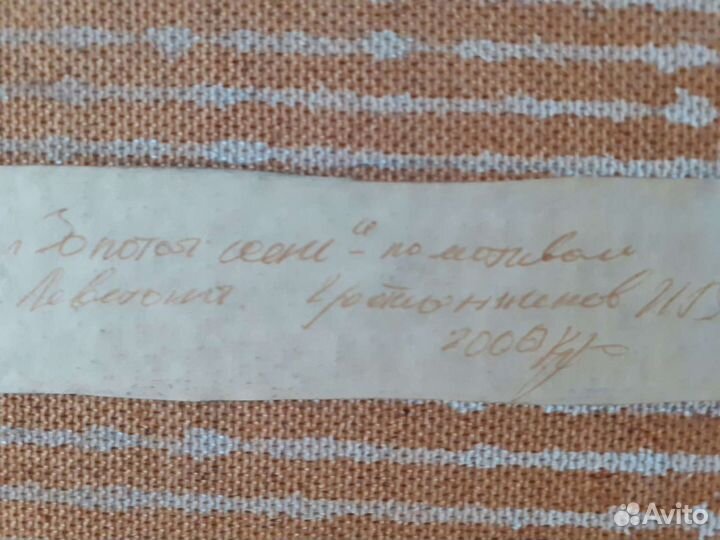 „Золотая осень“ – по мотивам
Левитана
2000
Avito